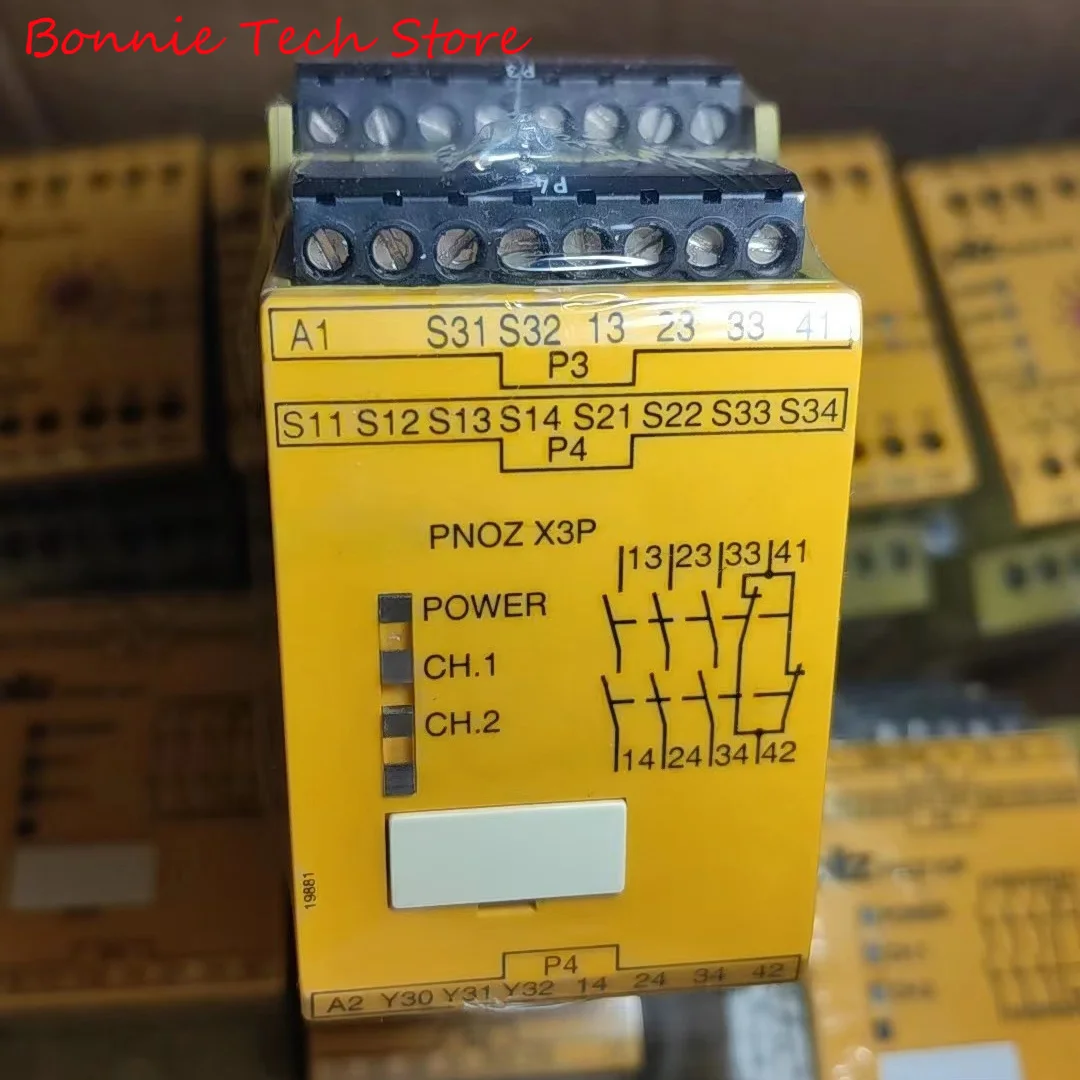 Bonnie Tech Store
P3
P4
A1 S31 S32 13 23 33 41
P3
S11 S12 S13 S14 S21 S22 S33 S34
P4
PNOZ X3P
13 23 33 41
POWER
CH.1
CH.2
14 24 34 42
19881
P4
A2 Y30 Y31 Y32 14 24 34 42